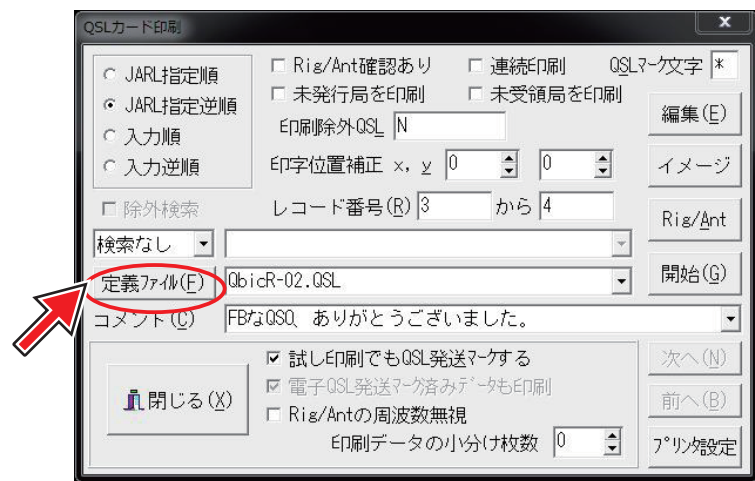 QSLカード印刷
x
JARL指定順
JARL指定逆順
入力順
入力逆順
Rig/Ant確認あり 連続印刷 QSLマーク文字 *
未発行局を印刷 未受領局を印刷
印刷除外QSL N
印字位置補正 x, y 0 0
編集(E)
イメージ
除外検索 レコード番号(R) 3 から 4
Rig/Ant
検索なし
定義ファイル(F) QbicR-02.QSL 開始(G)
コメント(C) FBなQSO、ありがとうございました。
試し印刷でもQSL発送マークする
電子QSL発送マーク済みデータも印刷
Rig/Antの周波数無視
印刷データの小分け枚数 0
閉じる(X)
次へ(N)
前へ(B)
プリンタ設定